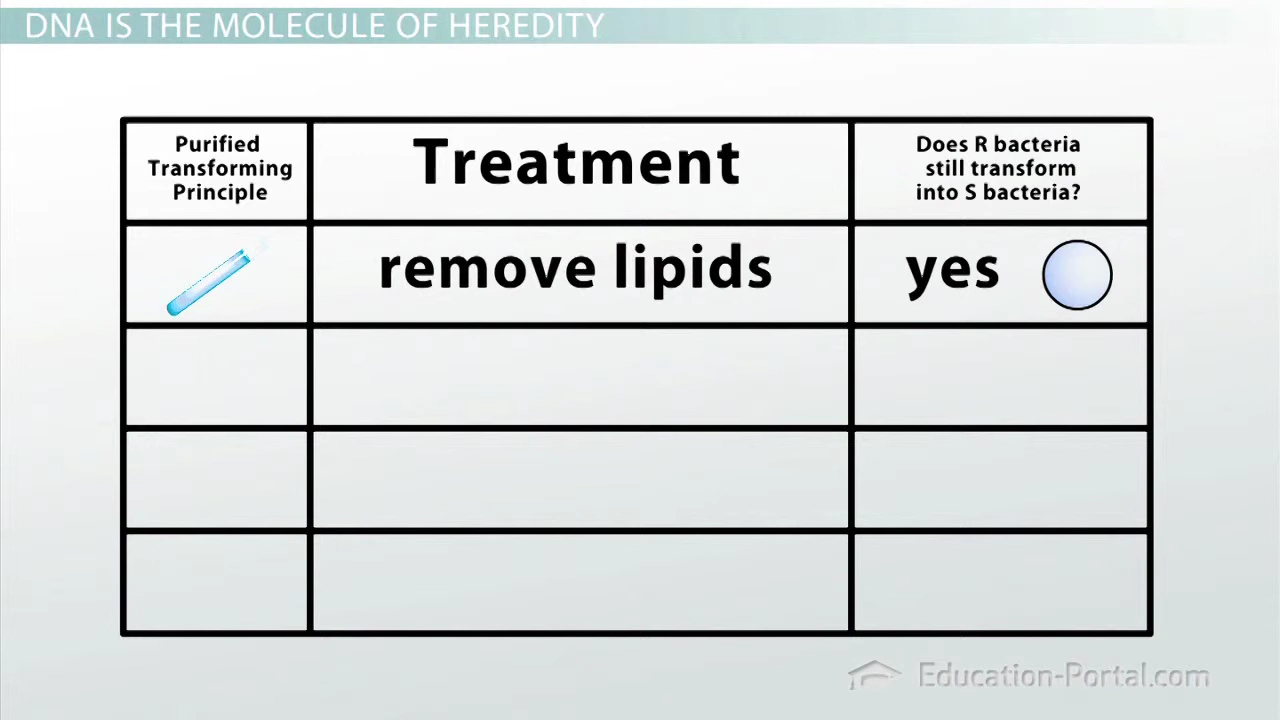 DNA IS THE MOLECULE OF HEREDITY
Purified
Transforming
Principle
Treatment
Does R bacteria
still transform
into S bacteria?
remove lipids
yes
Education-Portal.com